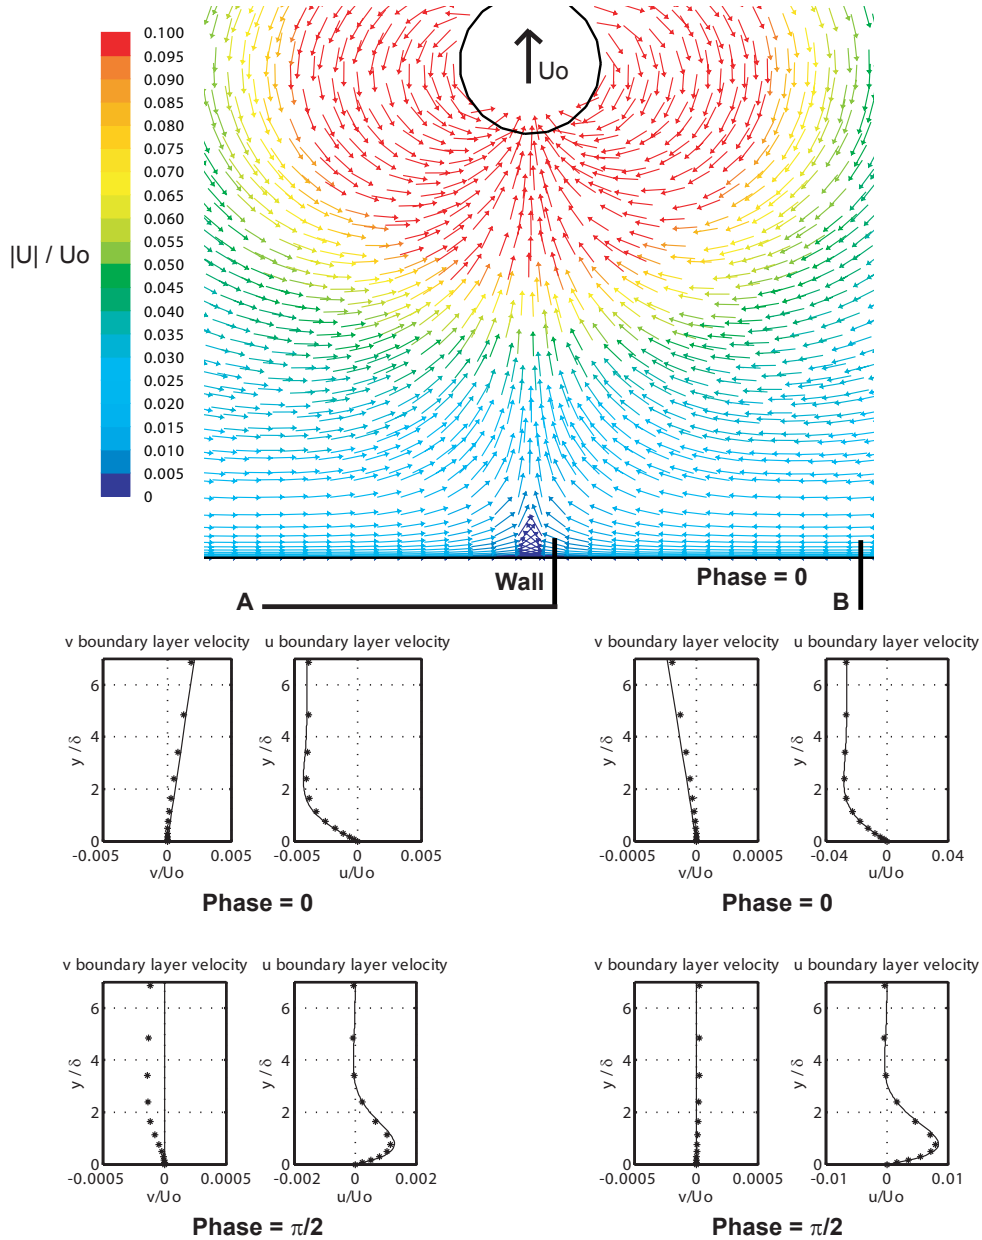 0.100
0.095
0.090
0.085
0.080
0.075
0.070
0.065
0.060
0.055
0.050
0.045
0.040
0.035
0.030
0.025
0.020
0.015
0.010
0.005
0
|U| / Uo
Uo
Wall
Phase = 0
A
B
v boundary layer velocity
u boundary layer velocity
v boundary layer velocity
u boundary layer velocity
6
4
2
0
y / δ
-0.005 0 0.005
v/Uo
6
4
2
0
y / δ
-0.005 0 0.005
u/Uo
6
4
2
0
y / δ
-0.0005 0 0.0005
v/Uo
6
4
2
0
y / δ
-0.04 0 0.04
u/Uo
Phase = 0
Phase = 0
v boundary layer velocity
u boundary layer velocity
v boundary layer velocity
u boundary layer velocity
6
4
2
0
y / δ
-0.0005 0 0.0005
v/Uo
6
4
2
0
y / δ
-0.002 0 0.002
u/Uo
6
4
2
0
y / δ
-0.0005 0 0.0005
v/Uo
6
4
2
0
y / δ
-0.01 0 0.01
u/Uo
Phase = π/2
Phase = π/2